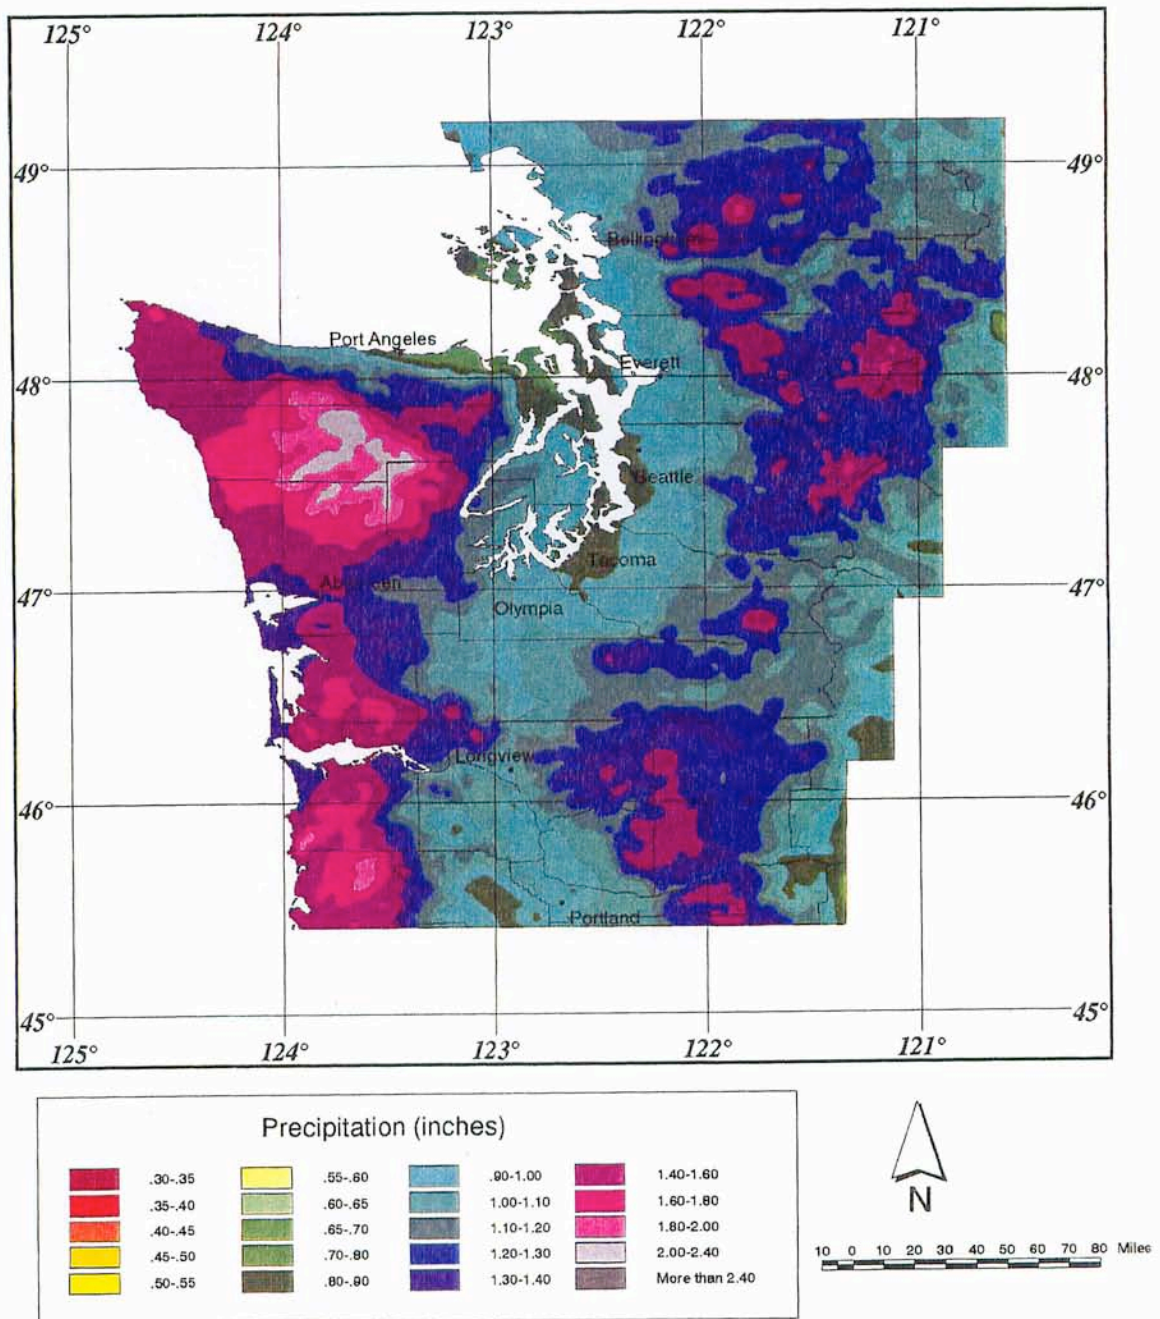 125° 124° 123° 122° 121°
49° 49°
Bellingham
Port Angeles
Everett
48° 48°
Seattle
Tacoma
Aberdeen
47° 47°
Olympia
Longview
46° 46°
Portland
45° 45°
125° 124° 123° 122° 121°
Precipitation (inches)
.30-.35 .55-.60 .90-1.00 1.40-1.60
.35-.40 .60-.65 1.00-1.10 1.60-1.80
.40-.45 .65-.70 1.10-1.20 1.80-2.00
.45-.50 .70-.80 1.20-1.30 2.00-2.40
.50-.55 .80-.90 1.30-1.40 More than 2.40
N
10 0 10 20 30 40 50 60 70 80 Miles